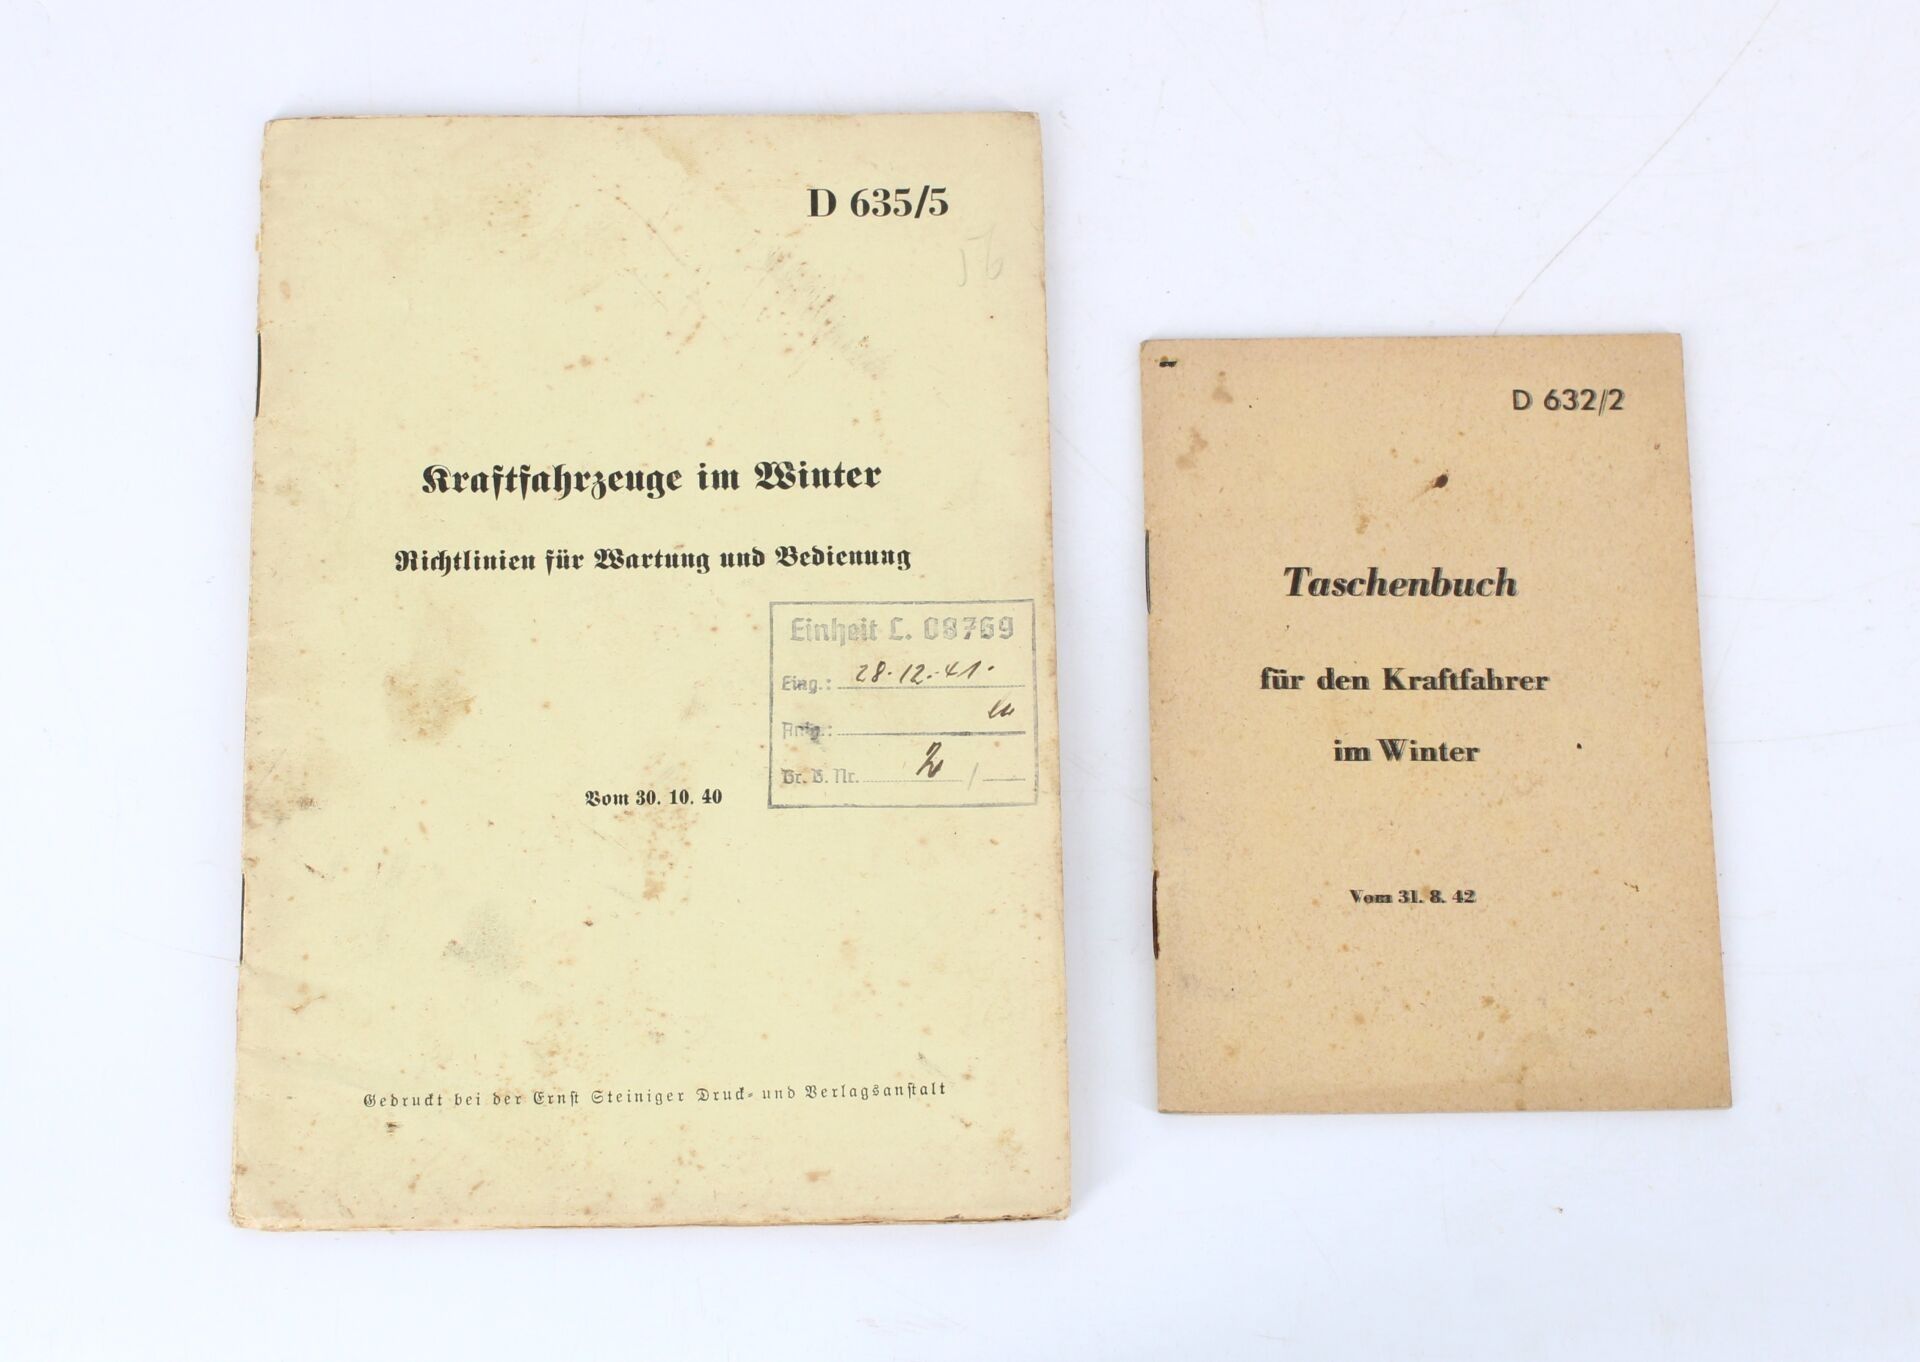 D 635/5
56
Kraftfahrzeuge im Winter
Richtlinien für Wartung und Bedienung
Einheit L. 08769
Eing.: 28.12.41.
Br. B. Nr. 2 /
Vom 30. 10. 40
Gedruckt bei der Ernst Steiniger Druck- und Verlagsanstalt
D 632/2
Taschenbuch
für den Kraftfahrer
im Winter
Vom 31. 8. 42